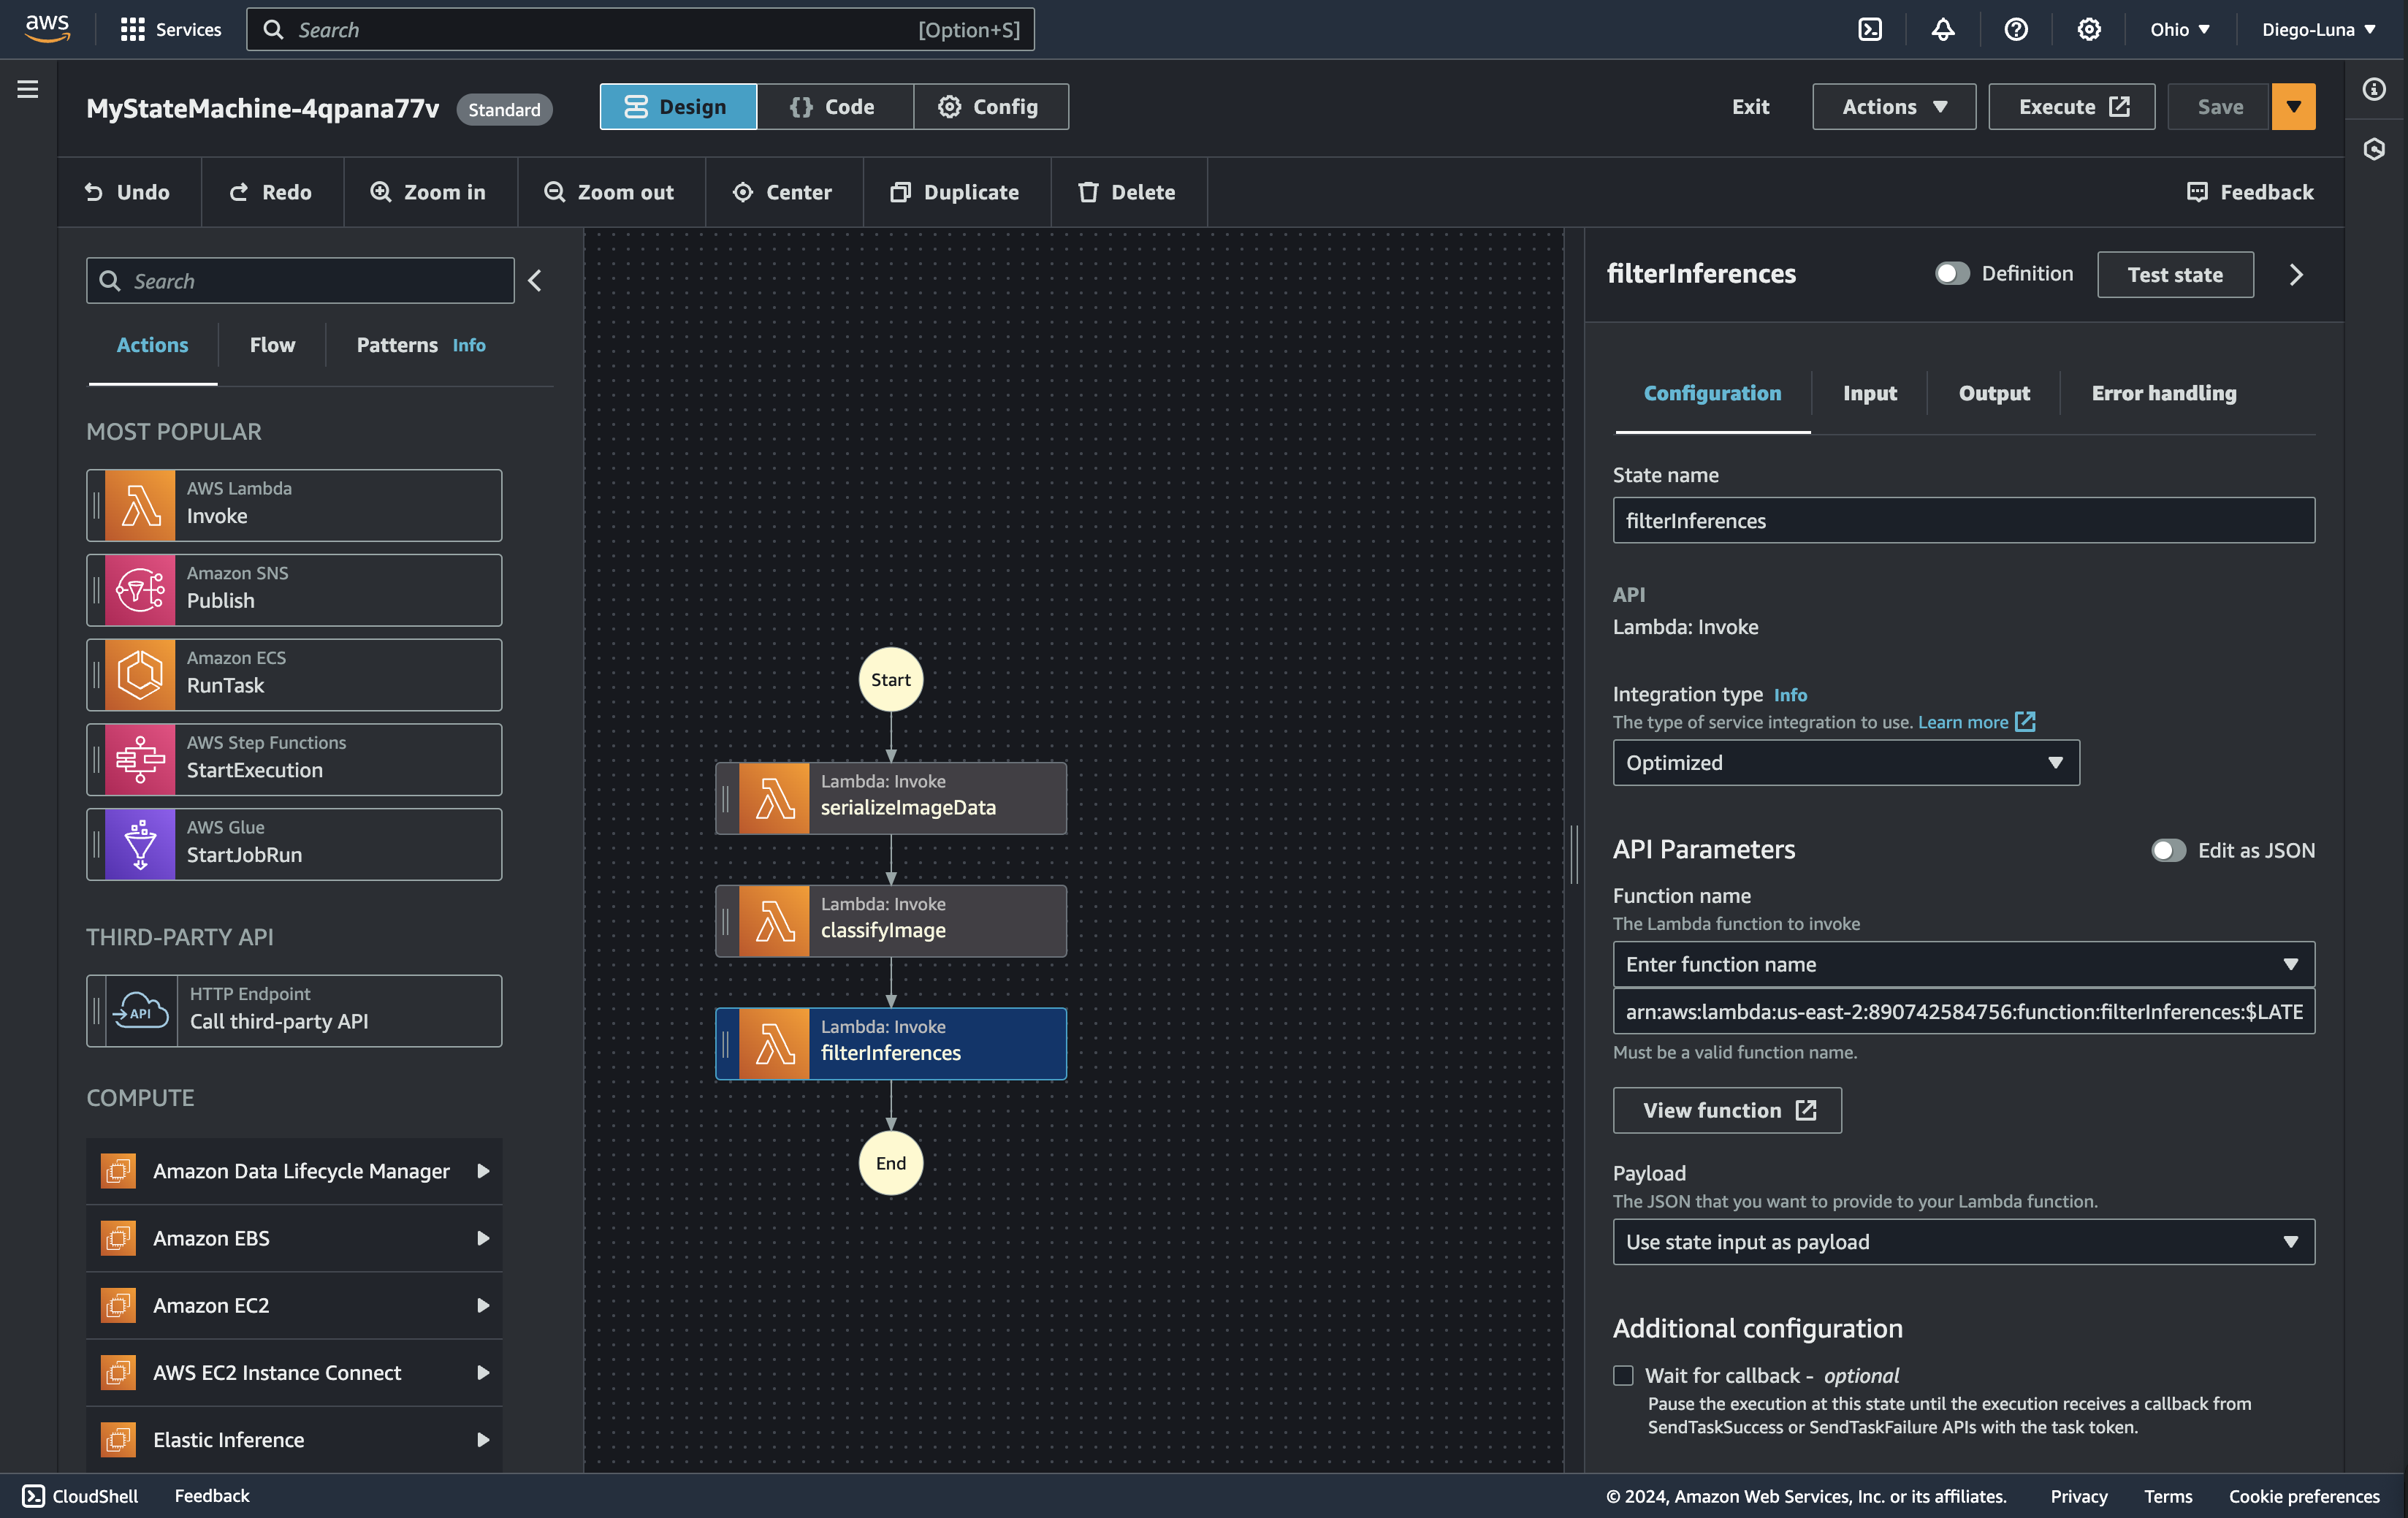 aws
Services
Search
[Option+S]
Ohio
Diego-Luna
MyStateMachine-4qpana77v
Standard
Design
Code
Config
Exit
Actions
Execute
Save
Undo
Redo
Zoom in
Zoom out
Center
Duplicate
Delete
Feedback
Search
Actions
Flow
Patterns Info
MOST POPULAR
AWS Lambda
Invoke
Amazon SNS
Publish
Amazon ECS
RunTask
AWS Step Functions
StartExecution
AWS Glue
StartJobRun
THIRD-PARTY API
API
HTTP Endpoint
Call third-party API
COMPUTE
Amazon Data Lifecycle Manager
Amazon EBS
Amazon EC2
AWS EC2 Instance Connect
Elastic Inference
Start
Lambda: Invoke
serializeImageData
Lambda: Invoke
classifyImage
Lambda: Invoke
filterInferences
End
filterInferences
Definition
Test state
Configuration
Input
Output
Error handling
State name
filterInferences
API
Lambda: Invoke
Integration type Info
The type of service integration to use. Learn more
Optimized
API Parameters
Edit as JSON
Function name
The Lambda function to invoke
Enter function name
arn:aws:lambda:us-east-2:890742584756:function:filterInferences:$LATE
Must be a valid function name.
View function
Payload
The JSON that you want to provide to your Lambda function.
Use state input as payload
Additional configuration
Wait for callback - optional
Pause the execution at this state until the execution receives a callback from
SendTaskSuccess or SendTaskFailure APIs with the task token.
CloudShell
Feedback
© 2024, Amazon Web Services, Inc. or its affiliates.
Privacy
Terms
Cookie preferences